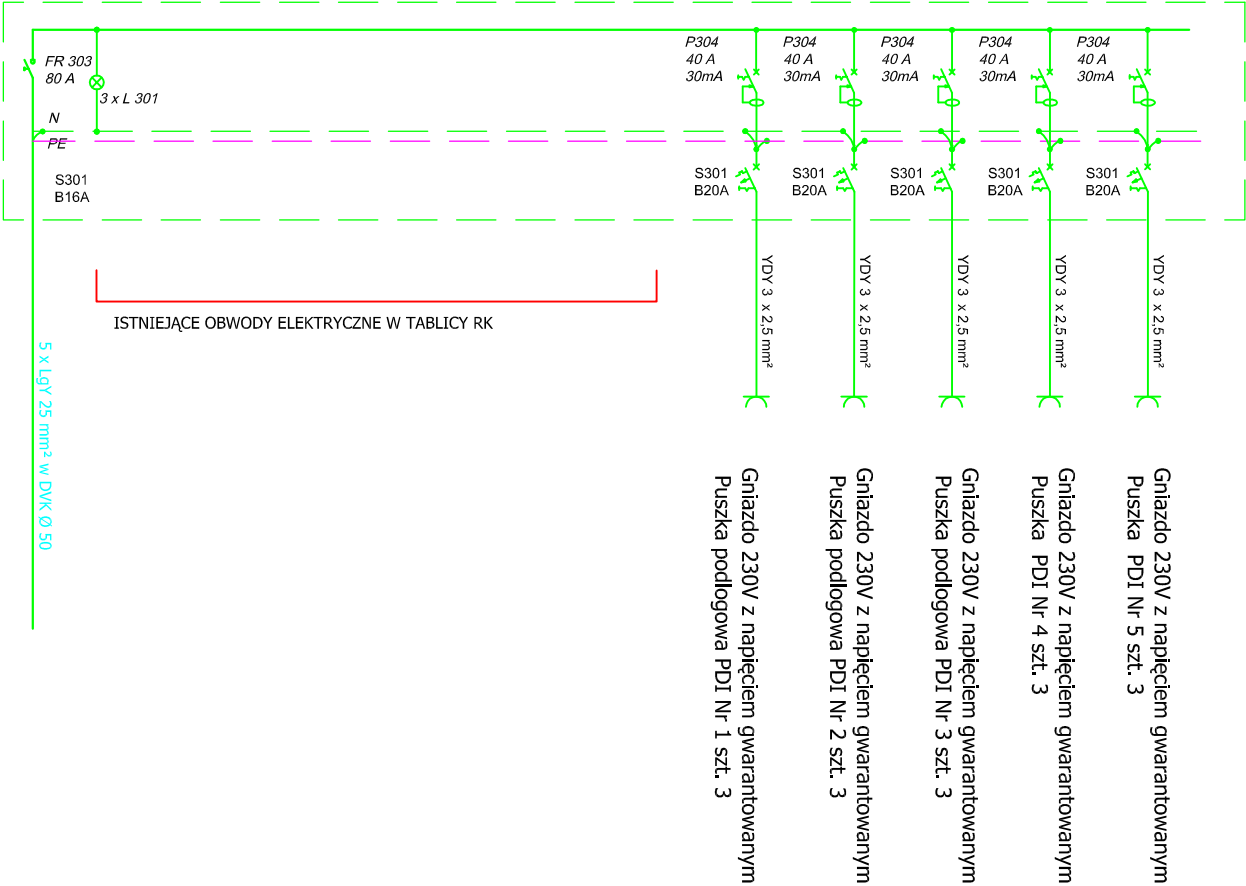 FR 303
80 A
3 x L 301
N
PE
S301
B16A
P304
40 A
30mA
P304
40 A
30mA
P304
40 A
30mA
P304
40 A
30mA
P304
40 A
30mA
S301
B20A
S301
B20A
S301
B20A
S301
B20A
S301
B20A
YDY 3 x 2,5 mm²
YDY 3 x 2,5 mm²
YDY 3 x 2,5 mm²
YDY 3 x 2,5 mm²
YDY 3 x 2,5 mm²
ISTNIEJĄCE OBWODY ELEKTRYCZNE W TABLICY RK
5 x LgY 25 mm² w DVK Ø 50
Gniazdo 230V z napięciem gwarantowanym
Puszka podłogowa PDI Nr 1 szt. 3
Gniazdo 230V z napięciem gwarantowanym
Puszka podłogowa PDI Nr 2 szt. 3
Gniazdo 230V z napięciem gwarantowanym
Puszka podłogowa PDI Nr 3 szt. 3
Gniazdo 230V z napięciem gwarantowanym
Puszka PDI Nr 4 szt. 3
Gniazdo 230V z napięciem gwarantowanym
Puszka PDI Nr 5 szt. 3